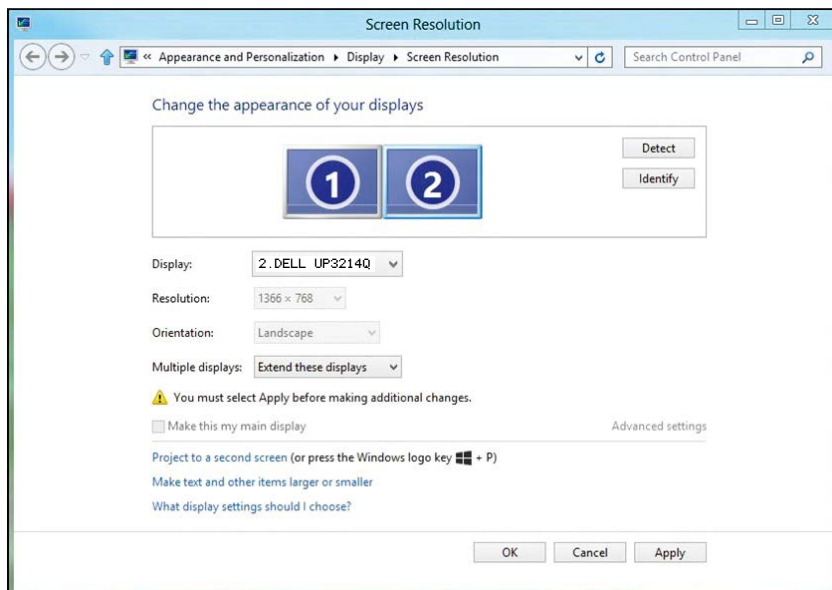 Screen Resolution
« Appearance and Personalization Display Screen Resolution Search Control Panel
Change the appearance of your displays
1 2
Detect
Identify
Display: 2.DELL UP3214Q
Resolution: 1366 × 768
Orientation: Landscape
Multiple displays: Extend these displays
You must select Apply before making additional changes.
Make this my main display Advanced settings
Project to a second screen (or press the Windows logo key + P)
Make text and other items larger or smaller
What display settings should I choose?
OK Cancel Apply